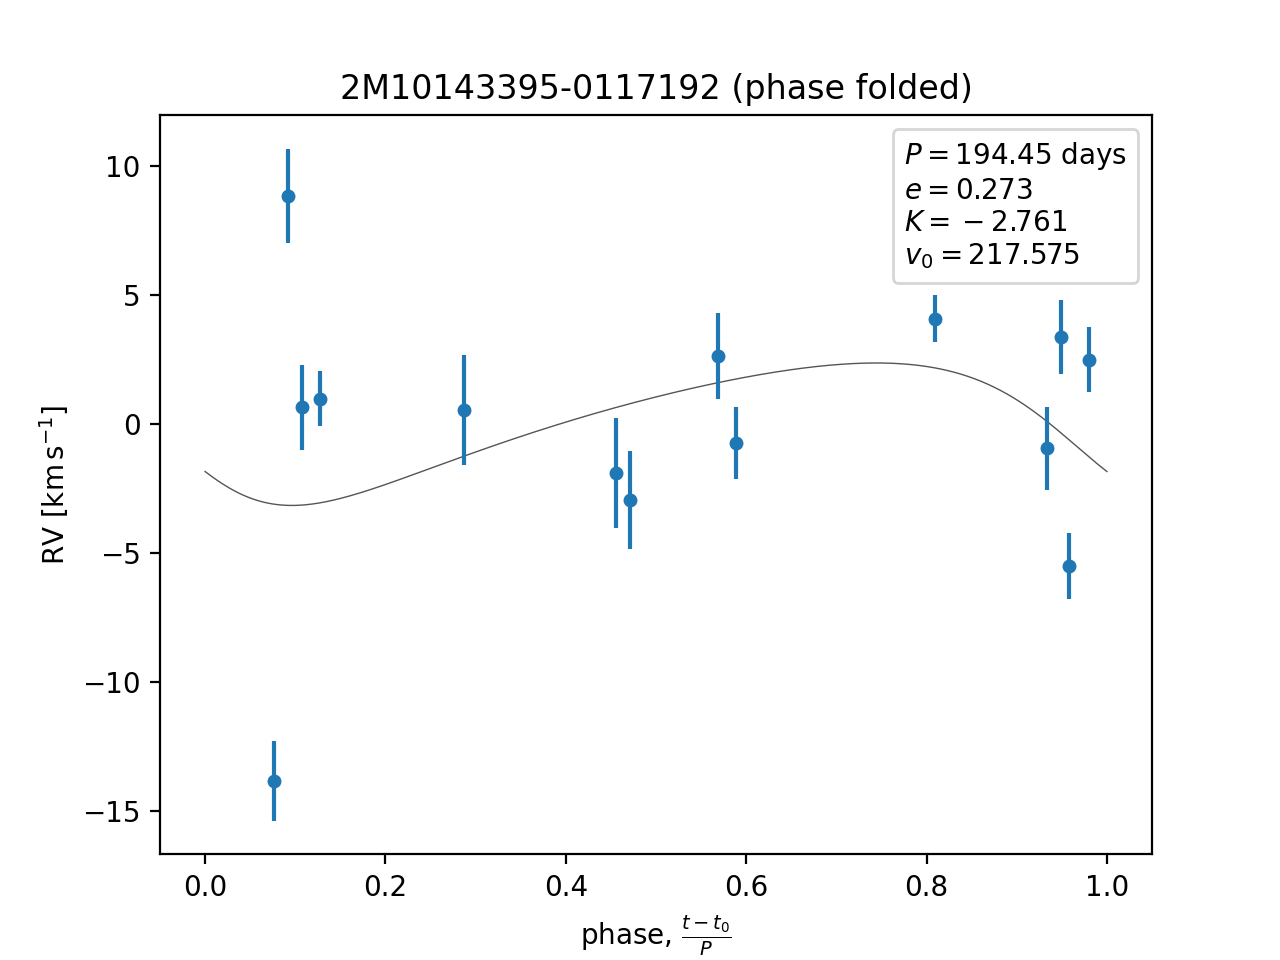 2M10143395-0117192 (phase folded)
P = 194.45 days
e = 0.273
K = − 2.761
v₀ = 217.575
10
5
0
−5
−10
−15
RV [km s⁻¹]
0.0 0.2 0.4 0.6 0.8 1.0
phase, (t − t₀)/P